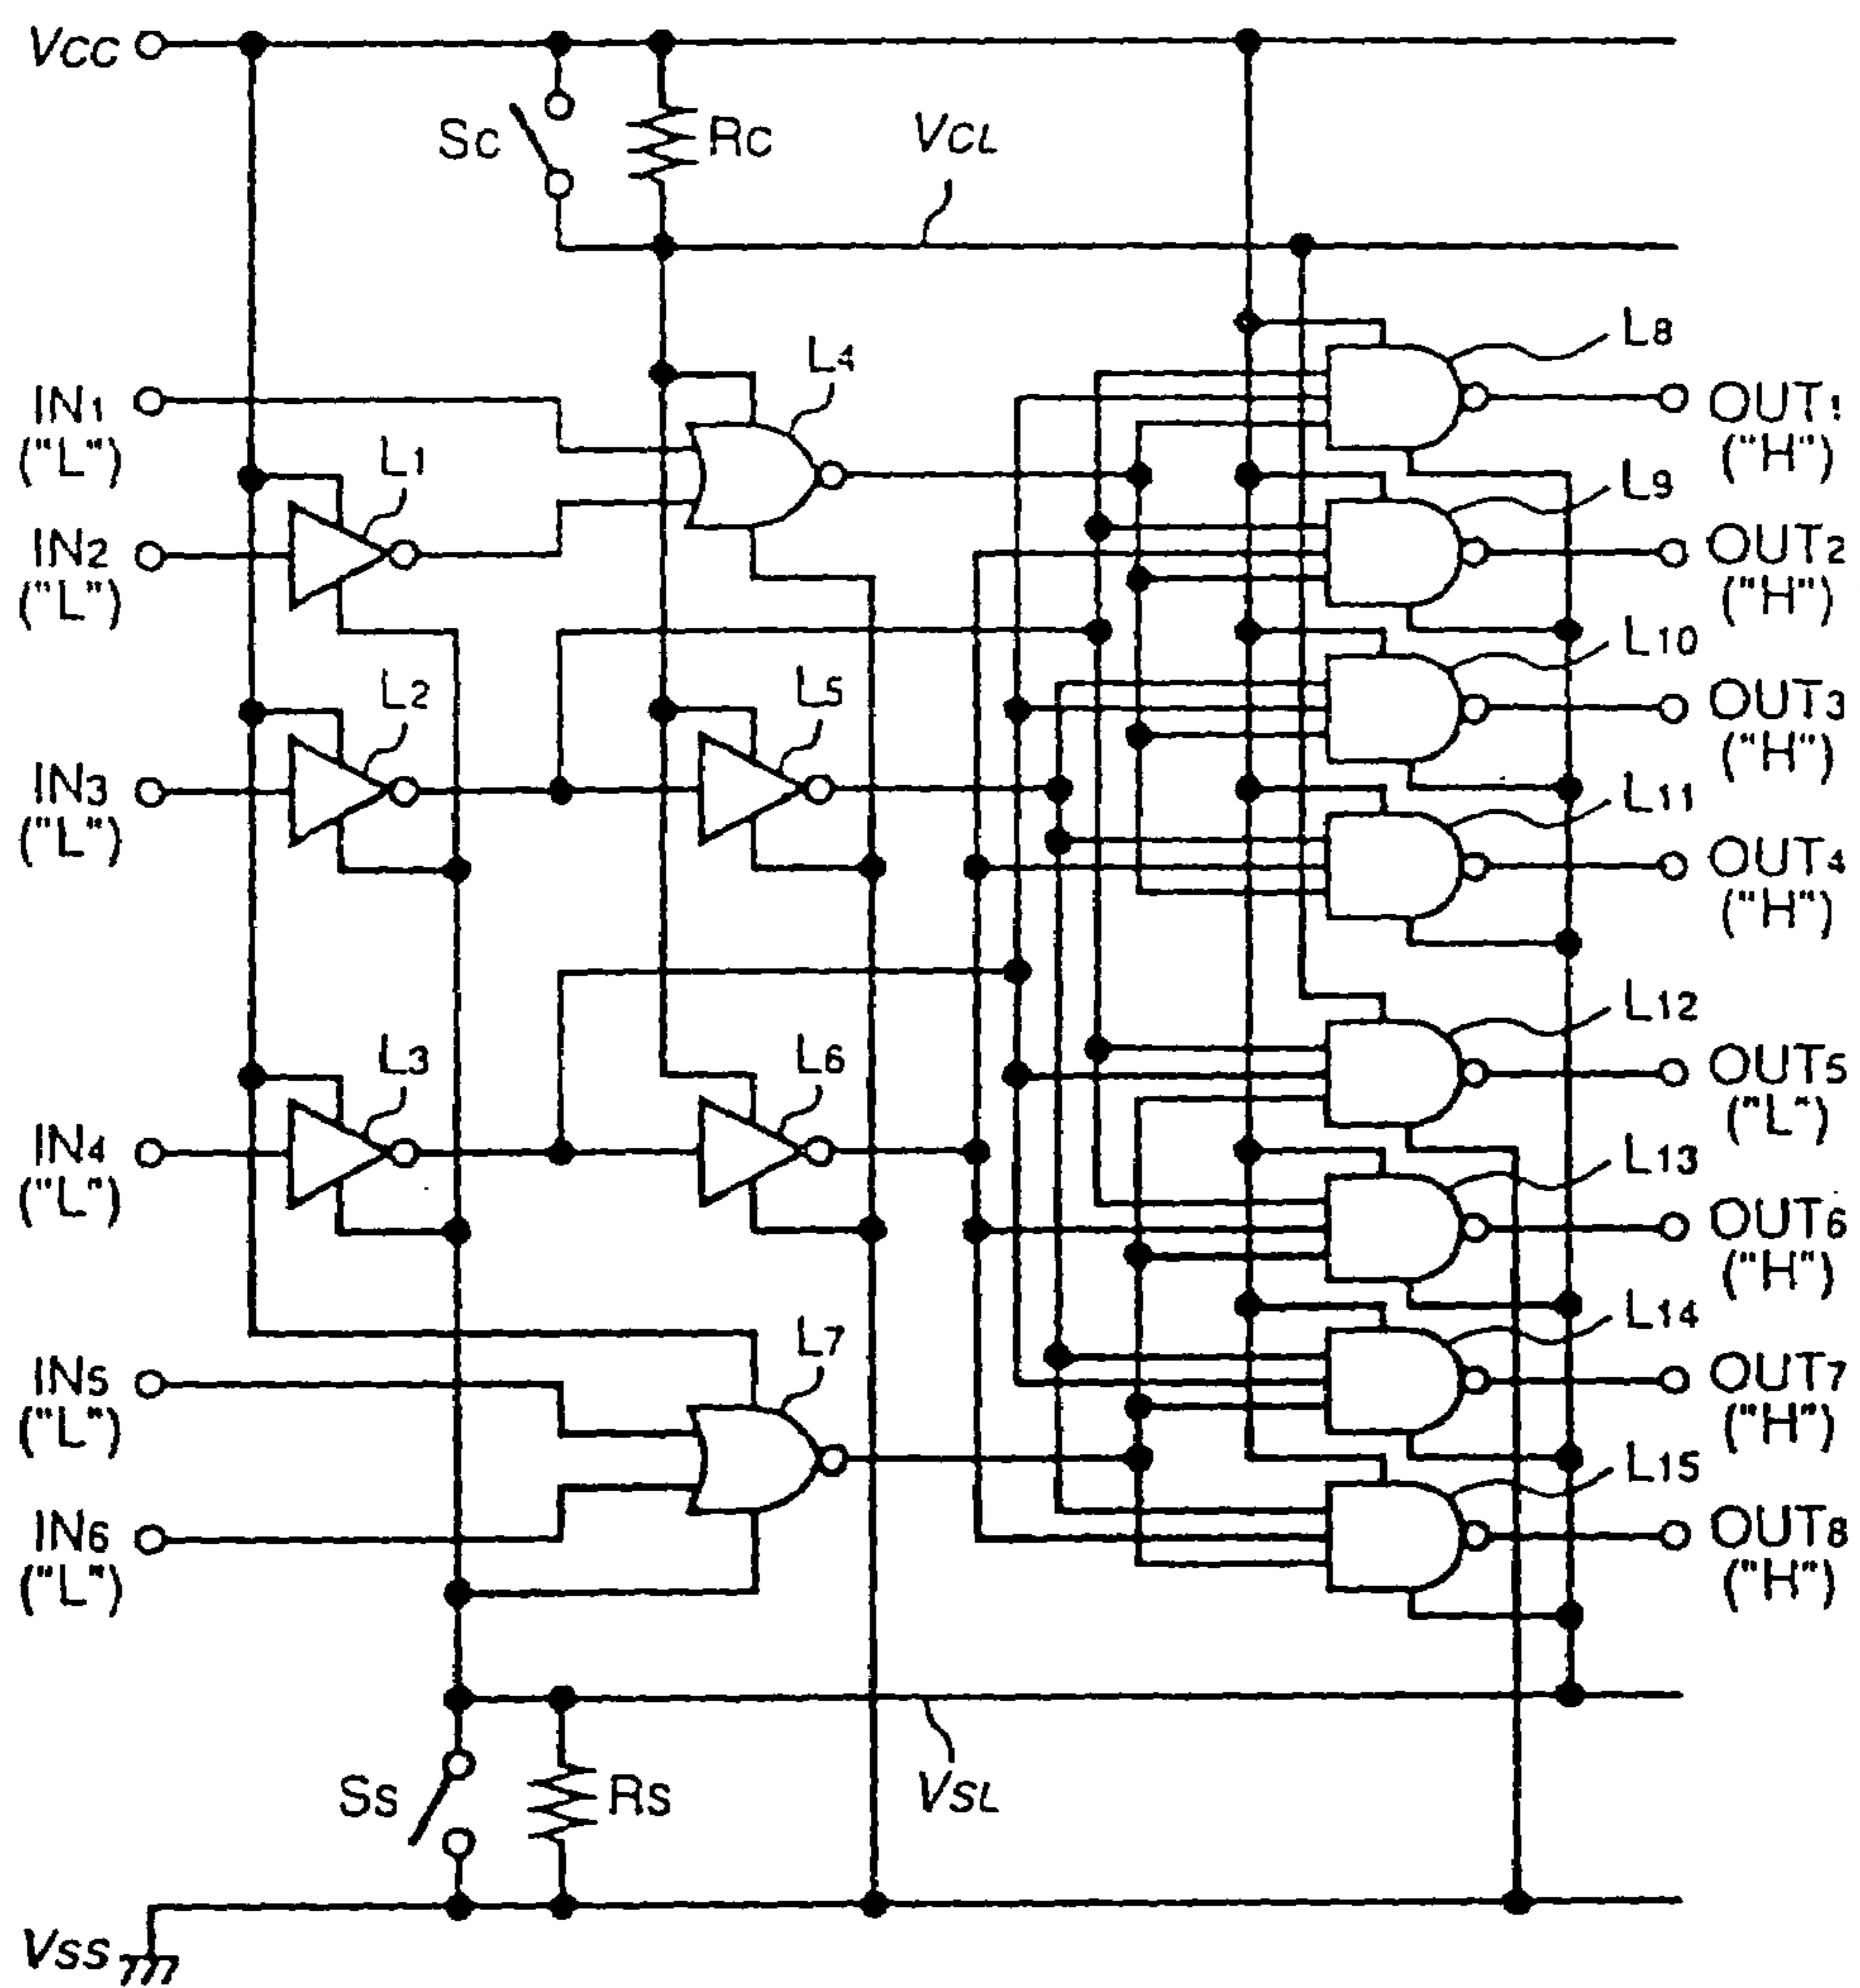 VCC
SC
RC
VCL
L8
IN1
("L")
L1
L4
OUT1
("H")
L9
IN2
("L")
OUT2
("H")
L10
L2
L5
OUT3
("H")
IN3
("L")
L11
OUT4
("H")
L12
L3
L6
OUT5
("L")
IN4
("L")
L13
OUT6
("H")
L14
L7
IN5
("L")
OUT7
("H")
L15
IN6
("L")
OUT8
("H")
SS
RS
VSL
VSS